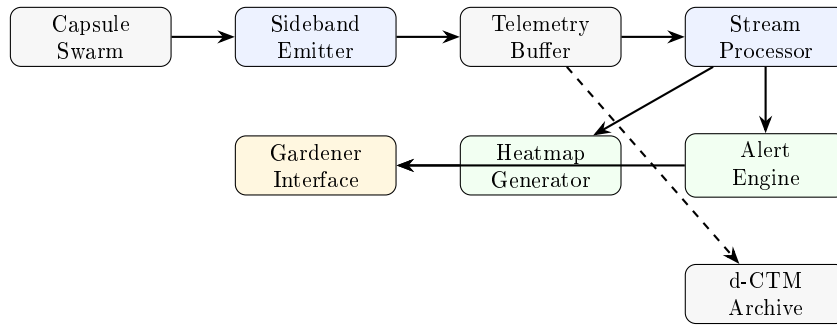 Capsule
Swarm
Sideband
Emitter
Telemetry
Buffer
Stream
Processor
Gardener
Interface
Heatmap
Generator
Alert
Engine
d-CTM
Archive